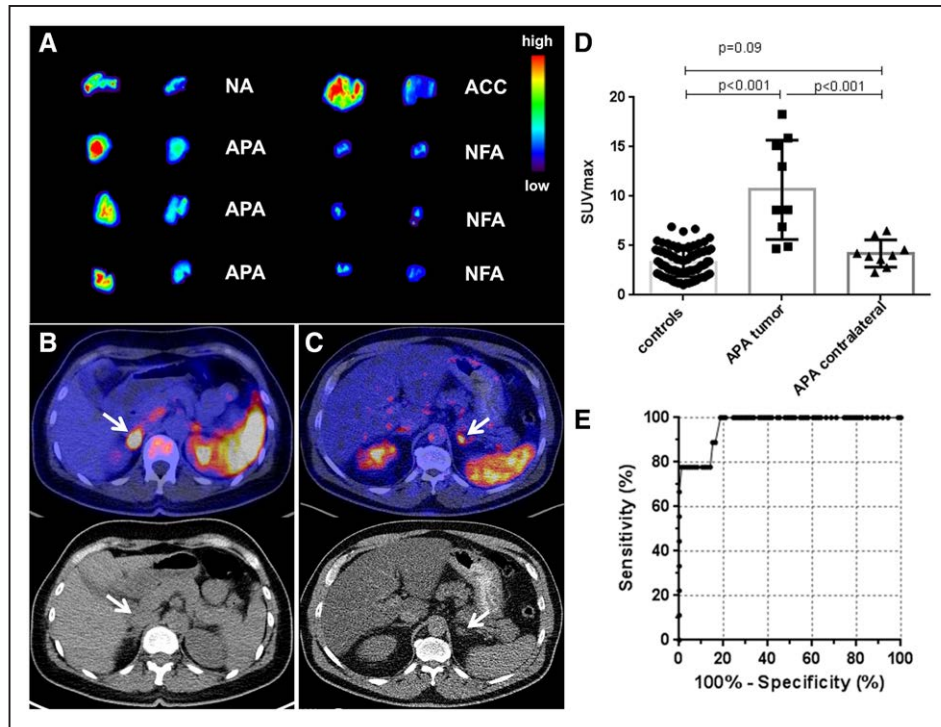 A
high
NA
ACC
APA
NFA
low
APA
NFA
APA
NFA
B
C
D
p=0.09
p<0.001
p<0.001
20
15
10
5
0
SUVmax
controls
APA tumor
APA contralateral
E
100
80
60
40
20
0
Sensitivity (%)
0 20 40 60 80 100
100% - Specificity (%)